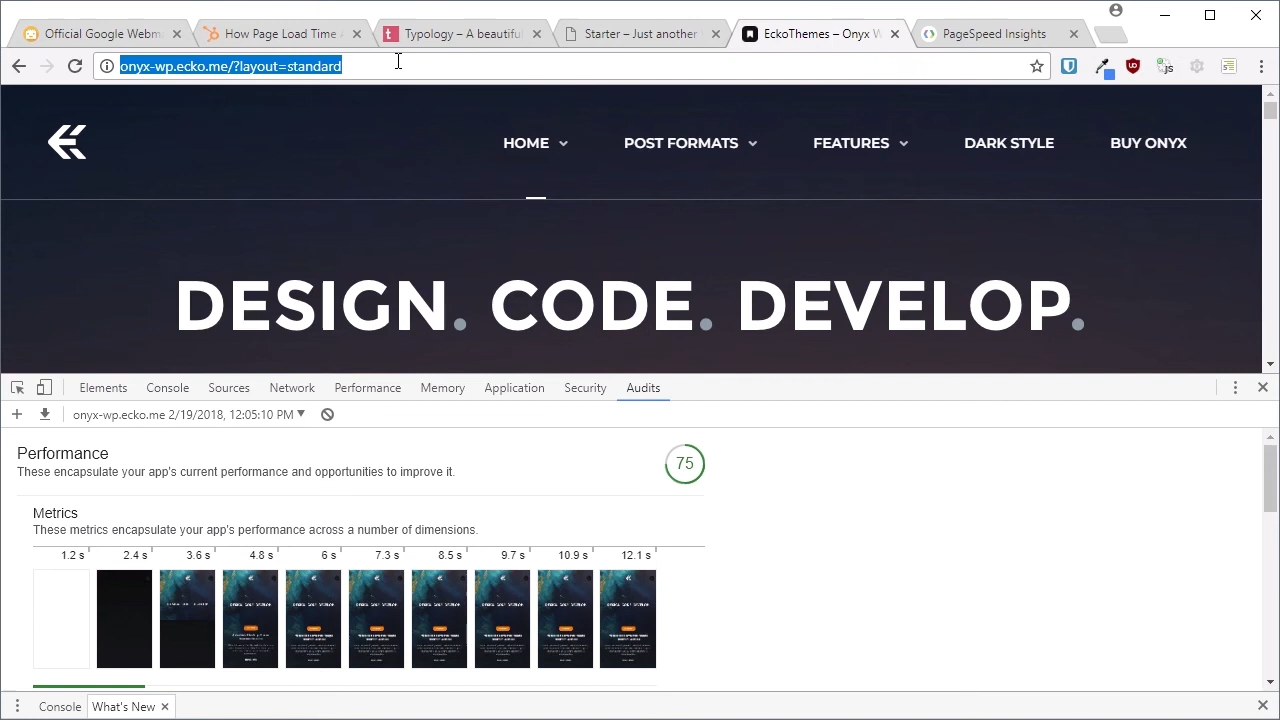 Official Google Webm
How Page Load Time
Typology – A beautiful
Starter – Just another
EckoThemes – Onyx W
PageSpeed Insights
onyx-wp.ecko.me/?layout=standard
HOME
POST FORMATS
FEATURES
DARK STYLE
BUY ONYX
DESIGN. CODE. DEVELOP.
Elements
Console
Sources
Network
Performance
Memory
Application
Security
Audits
onyx-wp.ecko.me 2/19/2018, 12:05:10 PM
Performance
75
These encapsulate your app's current performance and opportunities to improve it.
Metrics
These metrics encapsulate your app's performance across a number of dimensions.
1.2 s 2.4 s 3.6 s 4.8 s 6 s 7.3 s 8.5 s 9.7 s 10.9 s 12.1 s
Console
What's New